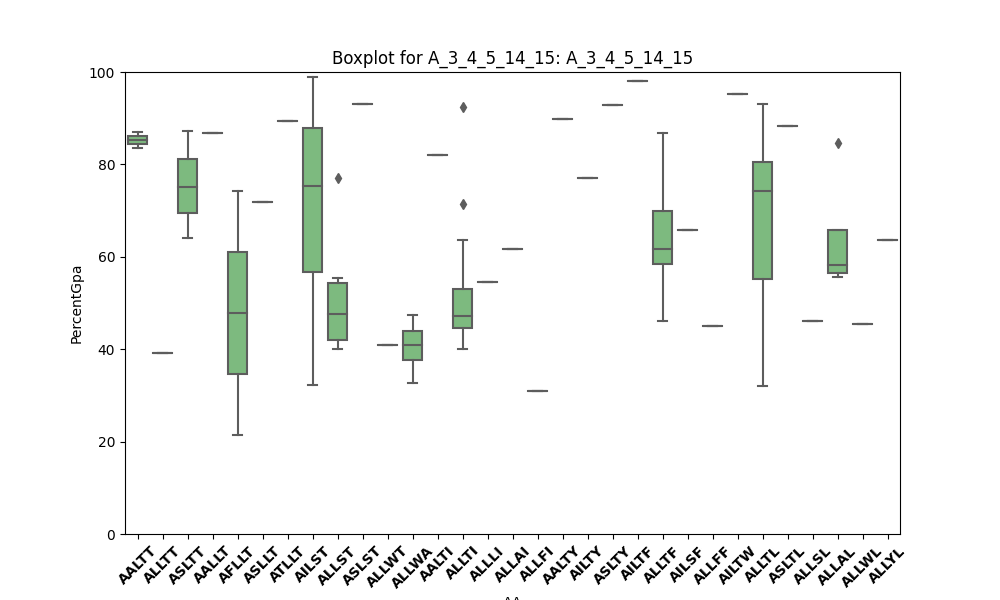 Boxplot for A_3_4_5_14_15: A_3_4_5_14_15
PercentGpa
100
80
60
40
20
0
AALTT
ALLTT
ASLTT
AALLT
AFLLT
ASLLT
ATLLT
AILST
ALLST
ASLST
ALLWT
ALLWA
AALTI
ALLTI
ALLLI
ALLAI
ALLFI
AALTY
AILTY
ASLTY
AILTF
ALLTF
AILSF
ALLFF
AILTW
ALLTL
ASLTL
ALLSL
ALLAL
ALLWL
ALLYL